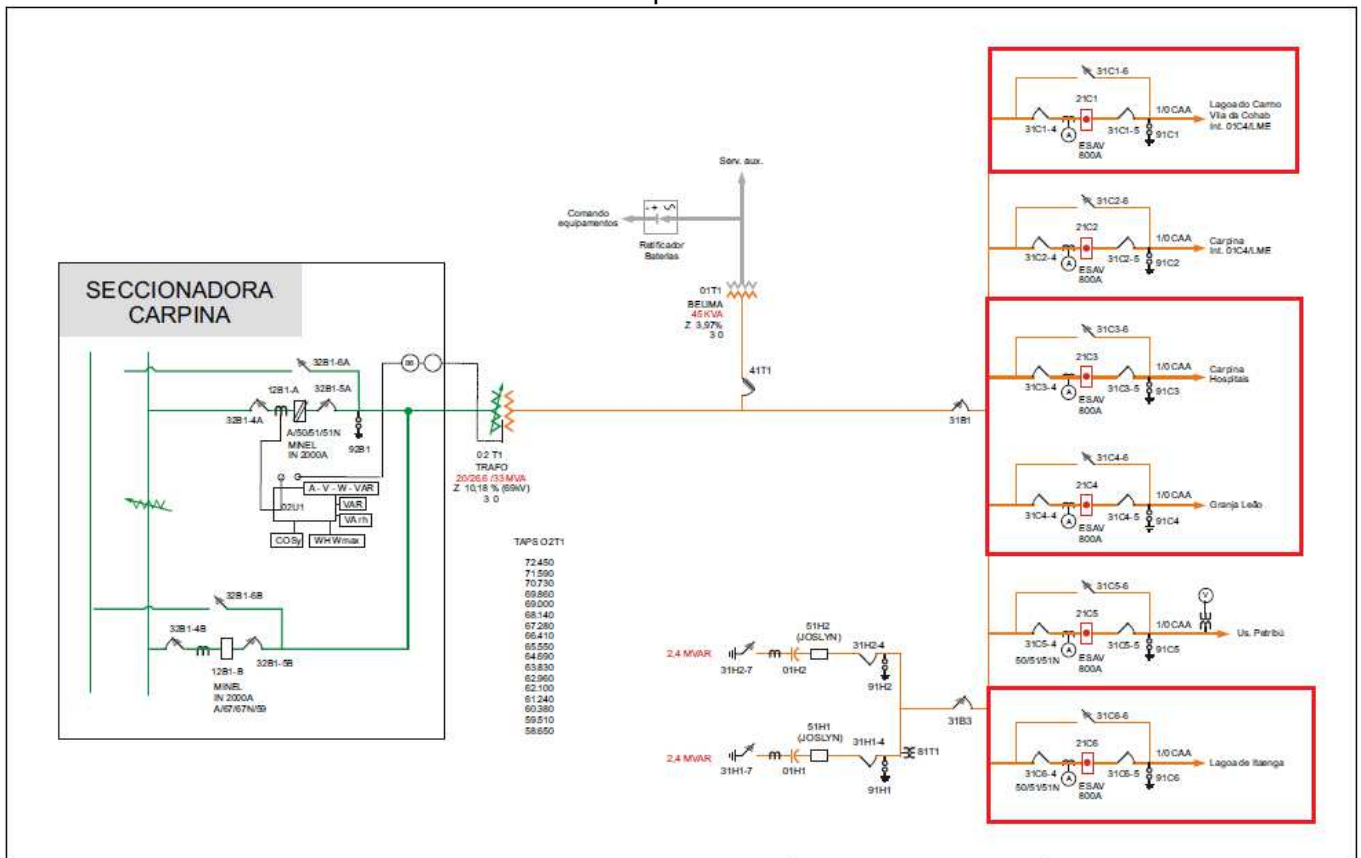 SECCIONADORA
CARPINA
32B1-6A
12B1-A
32B1-5A
32B1-4A
A/50/51/51N
MINEL
IN 2000A
92B1
86
A - V - W - VAR
VAR
VArh
02U1
COSy
WHWmax
32B1-6B
32B1-4B
12B1-B
32B1-5B
MINEL
IN 2000A
A/67/67N/59
02 T1
TRAFO
20/26,6 /33 MVA
Z 10,18 % (69kV)
3 0
TAPS O2T1
72.450
71.590
70.730
69.860
69.000
68.140
67.280
66.410
65.550
64.690
63.830
62.960
62.100
61.240
60.380
59.510
58.650
Serv. aux.
Comando
equipamentos
- +
Retificador
Baterias
01T1
BELIMA
45 KVA
Z 3,97%
3 0
41T1
31B1
51H2
(JOSLYN)
31H2-4
2,4 MVAR
31H2-7
01H2
91H2
31B3
51H1
(JOSLYN)
31H1-4
81T1
2,4 MVAR
31H1-7
01H1
91H1
31C1-6
21C1
1/0 CAA
Lagoa do Carmo
Vila da Cohab
Int. 01C4/LME
31C1-4
A
ESAV
800A
31C1-5
91C1
31C2-6
21C2
1/0 CAA
Carpina
Int. 01C4/LME
31C2-4
A
ESAV
800A
31C2-5
91C2
31C3-6
21C3
1/0 CAA
Carpina
Hospitais
31C3-4
A
ESAV
800A
31C3-5
91C3
31C4-6
21C4
1/0 CAA
Granja Leão
31C4-4
A
ESAV
800A
31C4-5
91C4
31C5-6
V
21C5
1/0 CAA
Us. Petribú
31C5-4
50/51/51N
A
ESAV
800A
31C5-5
91C5
31C6-6
21C6
1/0 CAA
Lagoa de Itaenga
31C6-4
50/51/51N
A
ESAV
800A
31C6-5
91C6